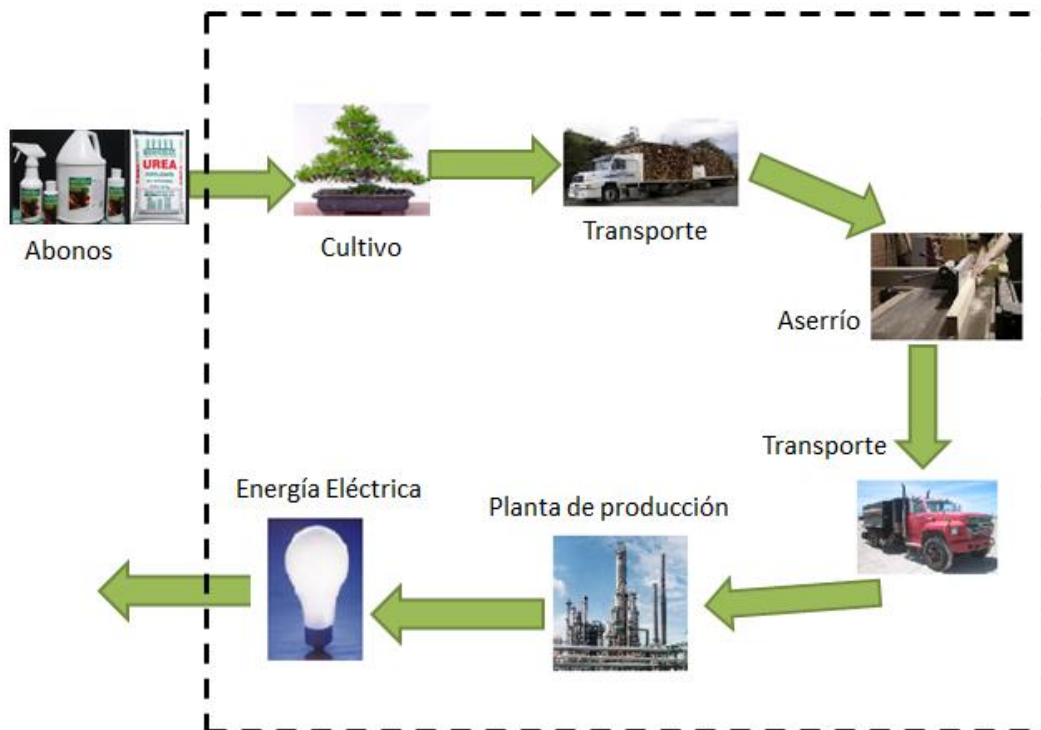 UREA
Abonos
Cultivo
Transporte
Aserrío
Transporte
Planta de producción
Energía Eléctrica